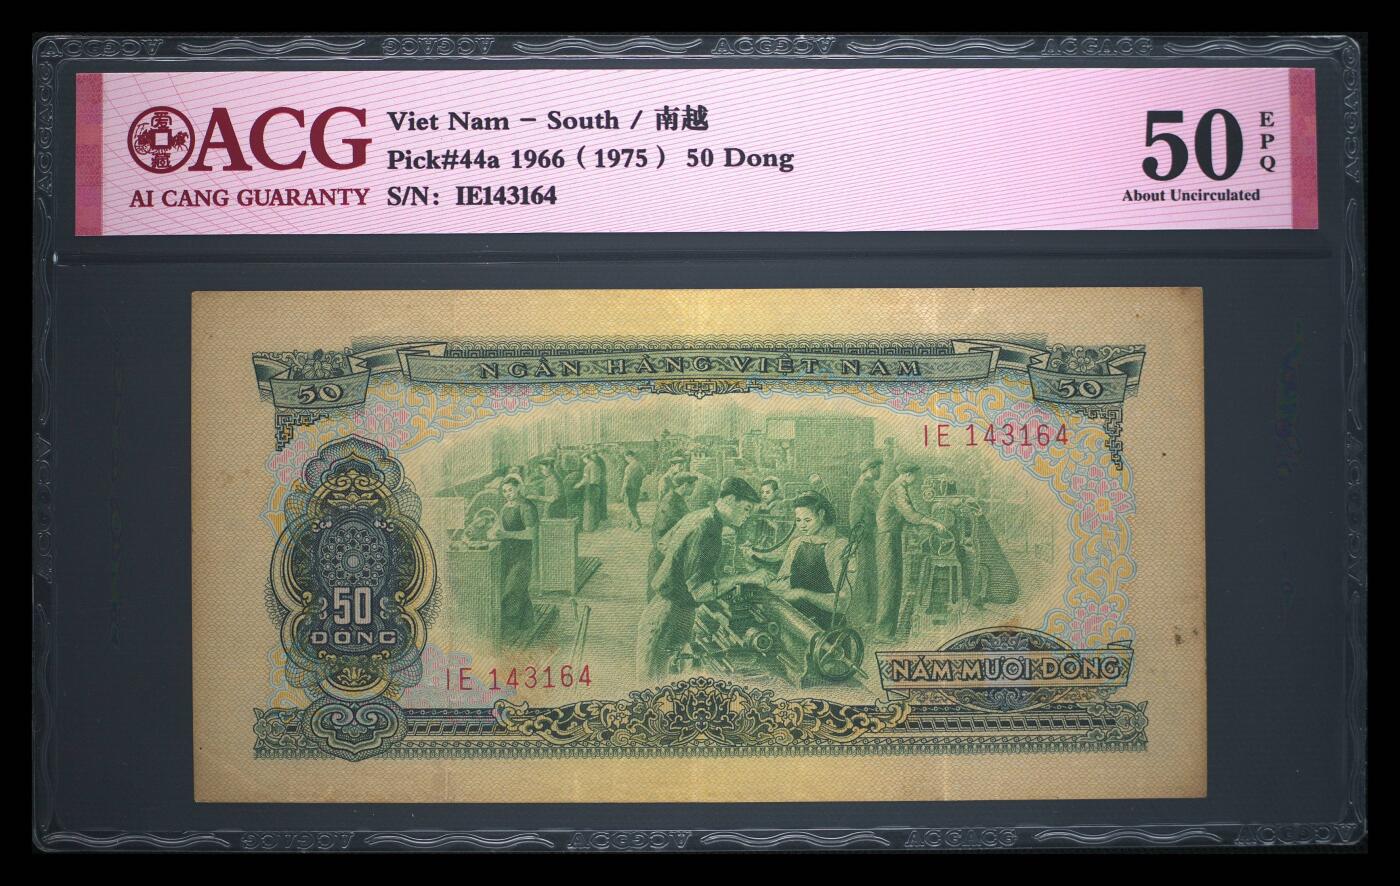 ACG
AI CANG GUARANTY
Viet Nam - South / 南越
Pick#44a 1966 (1975) 50 Dong
S/N: IE143164
50
EPQ
About Uncirculated
NGÂN HÀNG VIỆT NAM
50
50
IE 143164
50
ĐỒNG
IE 143164
NĂM MƯƠI ĐỒNG